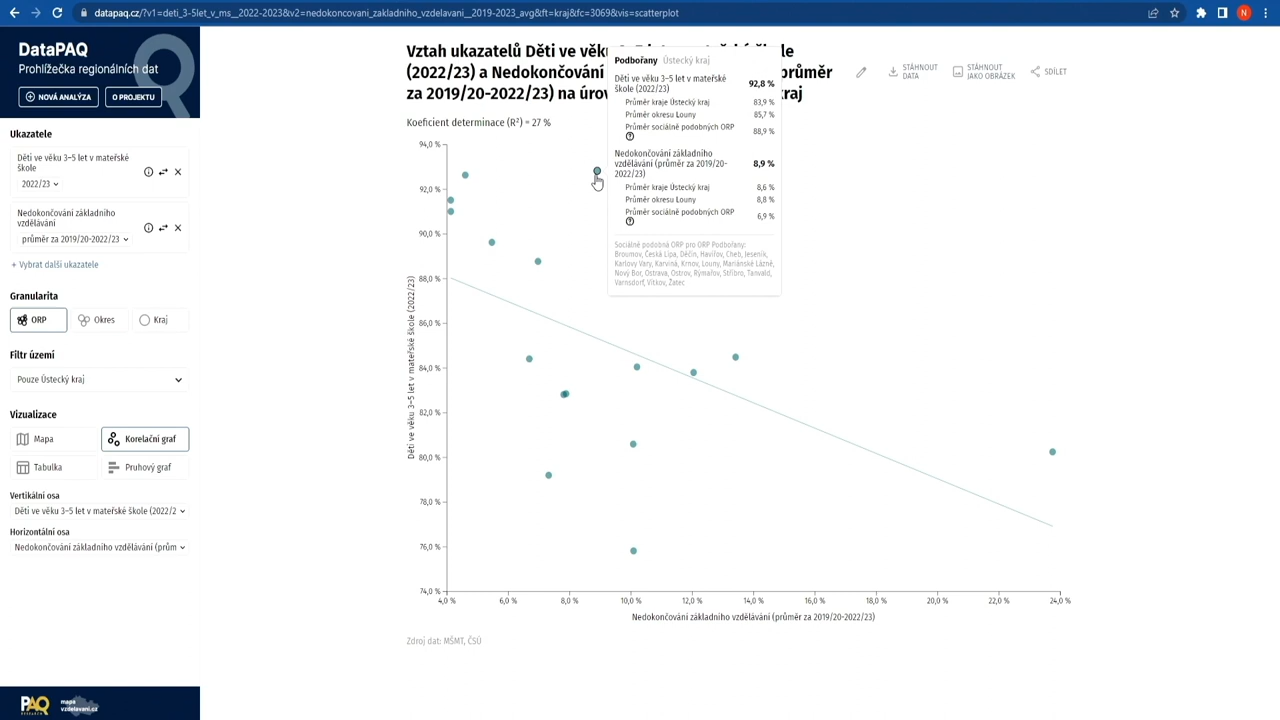 datapaq.cz/?v1=deti_3-5let_v_ms__2022-2023&v2=nedokoncovani_zakladniho_vzdelavani__2019-2023_avg&ft=kraj&fc=3069&vis=scatterplot
N
DataPAQ
Prohlížečka regionálních dat
NOVÁ ANALÝZA
O PROJEKTU
Ukazatele
Děti ve věku 3–5 let v mateřské
škole
2022/23
Nedokončování základního
vzdělávání
průměr za 2019/20-2022/23
+ Vybrat další ukazatele
Granularita
ORP
Okres
Kraj
Filtr území
Pouze Ústecký kraj
Vizualizace
Mapa
Korelační graf
Tabulka
Pruhový graf
Vertikální osa
Děti ve věku 3–5 let v mateřské škole (2022/2
Horizontální osa
Nedokončování základního vzdělávání (prům
PAQ
mapa
vzdelavani.cz
Vztah ukazatelů Děti ve věku
le
(2022/23) a Nedokončování
průměr
za 2019/20-2022/23) na úrov
kraj
STÁHNOUT
DATA
STÁHNOUT
JAKO OBRÁZEK
SDÍLET
Koeficient determinace (R²) = 27 %
Podbořany Ústecký kraj
Děti ve věku 3–5 let v mateřské
škole (2022/23)
92,8 %
Průměr kraje Ústecký kraj 83,9 %
Průměr okresu Louny 85,7 %
Průměr sociálně podobných ORP 88,9 %
Nedokončování základního
vzdělávání (průměr za 2019/20-
2022/23)
8,9 %
Průměr kraje Ústecký kraj 8,6 %
Průměr okresu Louny 8,8 %
Průměr sociálně podobných ORP 6,9 %
Sociálně podobná ORP pro ORP Podbořany:
Broumov, Česká Lípa, Děčín, Havířov, Cheb, Jeseník,
Karlovy Vary, Karviná, Krnov, Louny, Mariánské Lázně,
Nový Bor, Ostrava, Ostrov, Rýmařov, Stříbro, Tanvald,
Varnsdorf, Vítkov, Žatec
94,0 %
92,0 %
90,0 %
88,0 %
86,0 %
84,0 %
82,0 %
80,0 %
78,0 %
76,0 %
74,0 %
Děti ve věku 3–5 let v mateřské škole (2022/23)
4,0 % 6,0 % 8,0 % 10,0 % 12,0 % 14,0 % 16,0 % 18,0 % 20,0 % 22,0 % 24,0 %
Nedokončování základního vzdělávání (průměr za 2019/20-2022/23)
Zdroj dat: MŠMT, ČSÚ